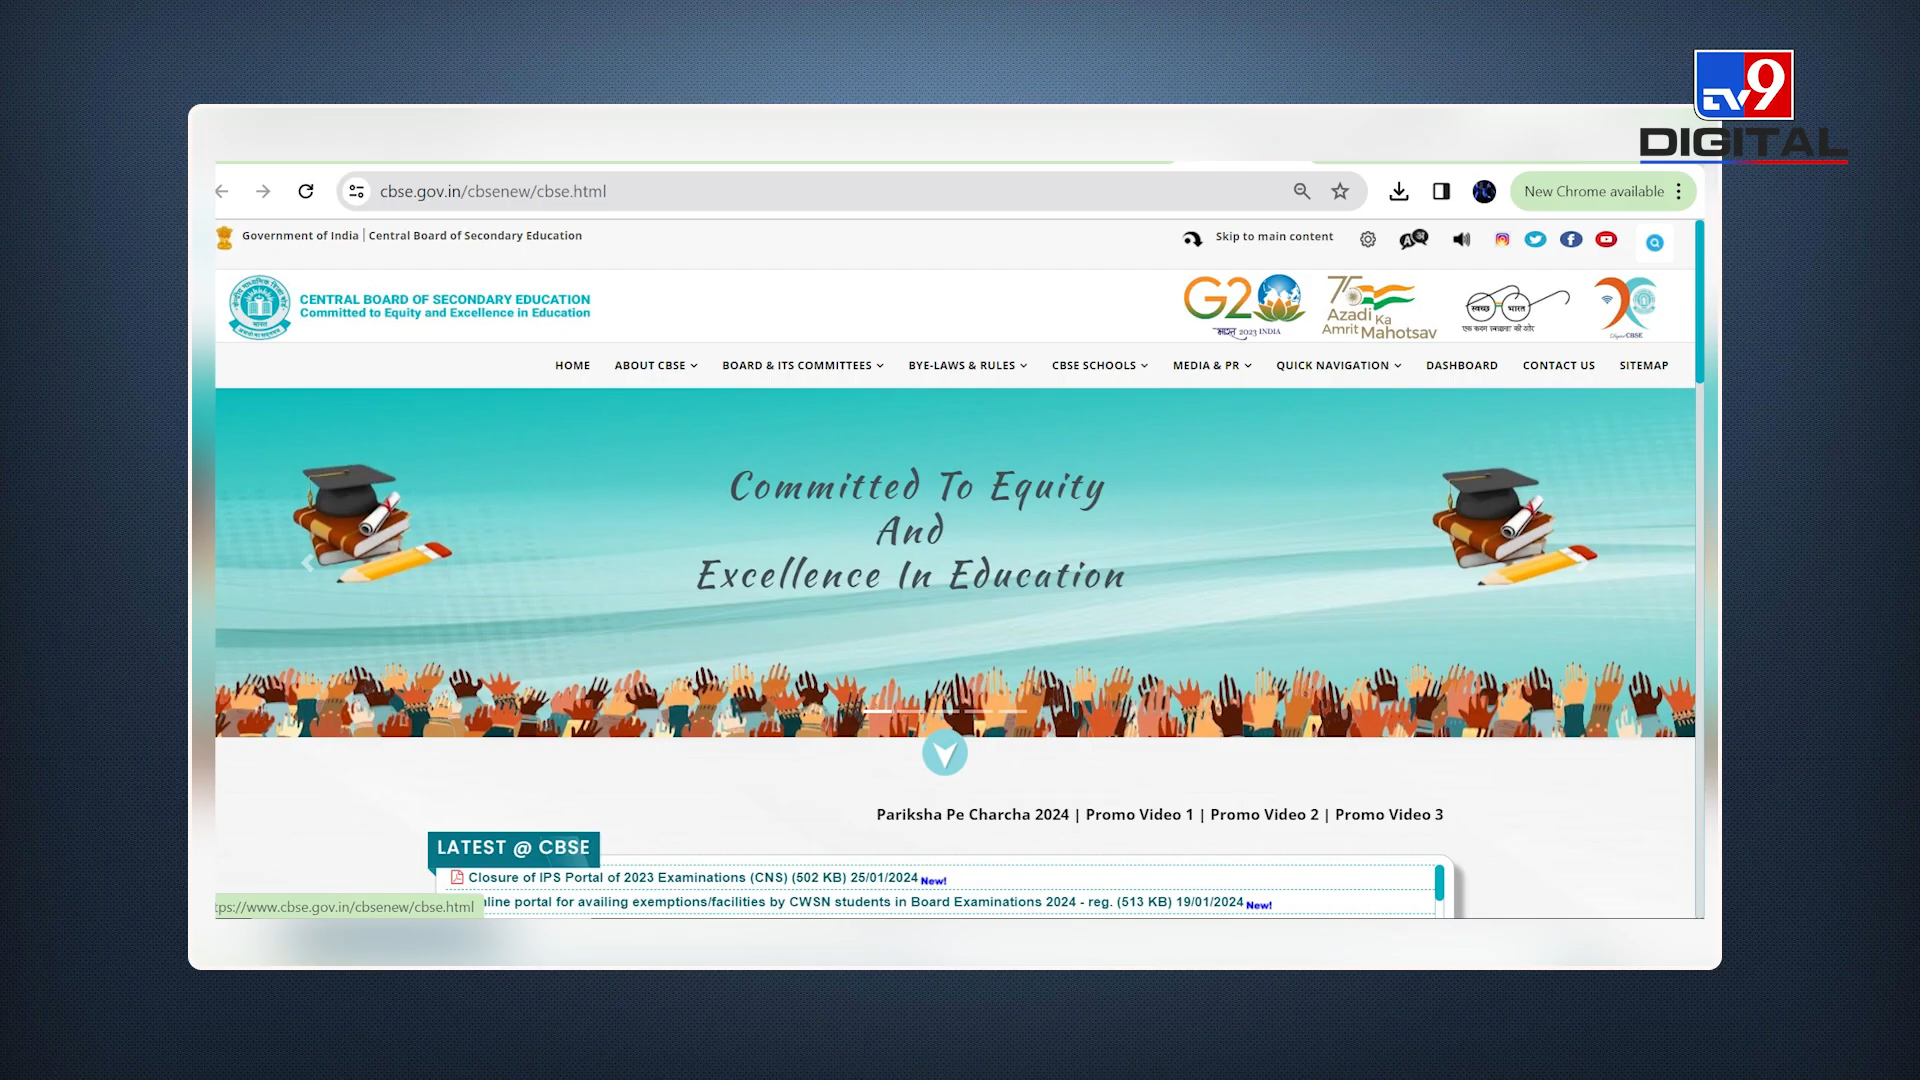 TV9
DIGITAL
cbse.gov.in/cbsenew/cbse.html
New Chrome available
Government of India | Central Board of Secondary Education
Skip to main content
CENTRAL BOARD OF SECONDARY EDUCATION
Committed to Equity and Excellence in Education
G20
भारत 2023 INDIA
75
Azadi Ka
Amrit Mahotsav
स्वच्छ भारत
एक कदम स्वच्छता की ओर
HOME ABOUT CBSE BOARD & ITS COMMITTEES BYE-LAWS & RULES CBSE SCHOOLS MEDIA & PR QUICK NAVIGATION DASHBOARD CONTACT US SITEMAP
Committed To Equity
And
Excellence In Education
Pariksha Pe Charcha 2024 | Promo Video 1 | Promo Video 2 | Promo Video 3
LATEST @ CBSE
Closure of IPS Portal of 2023 Examinations (CNS) (502 KB) 25/01/2024 New!
nline portal for availing exemptions/facilities by CWSN students in Board Examinations 2024 - reg. (513 KB) 19/01/2024 New!
tps://www.cbse.gov.in/cbsenew/cbse.html